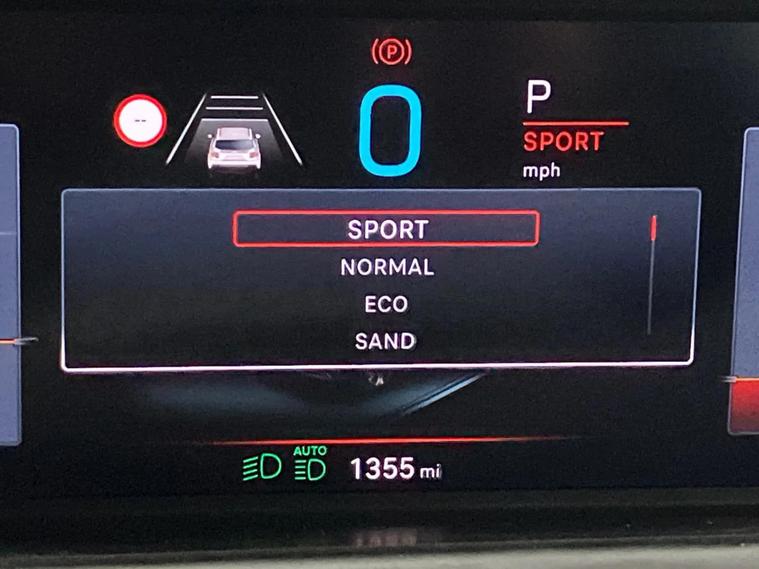 (P)
--
0
P
SPORT
mph
SPORT
NORMAL
ECO
SAND
AUTO
1355 mi